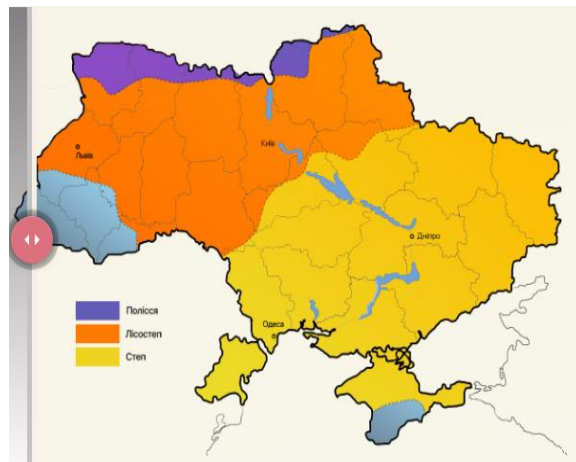 Київ
Львів
Дніпро
Полісся
Лісостеп
Одеса
Степ